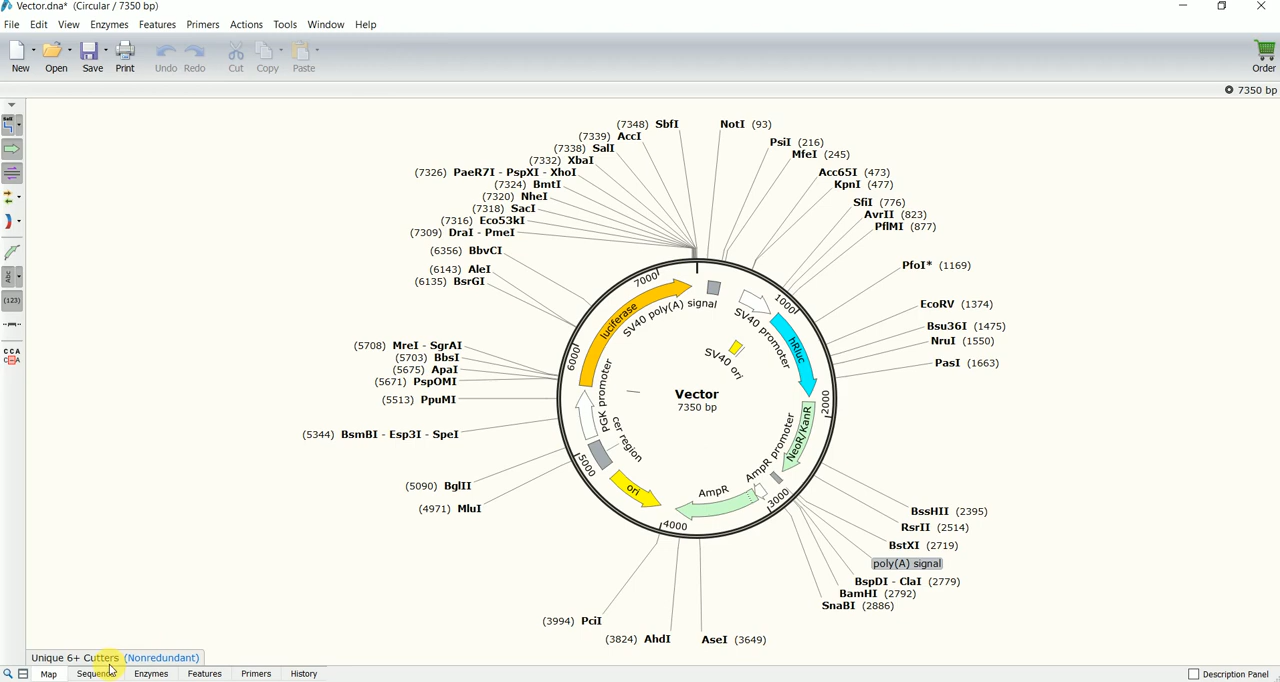 Vector.dna* (Circular / 7350 bp)
File Edit View Enzymes Features Primers Actions Tools Window Help
New Open Save Print Undo Redo Cut Copy Paste Order
7350 bp
(7348) SbfI
(7339) AccI
(7338) SalI
(7332) XbaI
(7326) PaeR7I - PspXI - XhoI
(7324) BmtI
(7320) NheI
(7318) SacI
(7316) Eco53kI
(7309) DraI - PmeI
(6356) BbvCI
(6143) AleI
(6135) BsrGI
(5708) MreI - SgrAI
(5703) BbsI
(5675) ApaI
(5671) PspOMI
(5513) PpuMI
(5344) BsmBI - Esp3I - SpeI
(5090) BglII
(4971) MluI
(3994) PciI
(3824) AhdI
AseI (3649)
NotI (93)
PsiI (216)
MfeI (245)
Acc65I (473)
KpnI (477)
SfiI (776)
AvrII (823)
PflMI (877)
PfoI* (1169)
EcoRV (1374)
Bsu36I (1475)
NruI (1550)
PasI (1663)
BssHII (2395)
RsrII (2514)
BstXI (2719)
poly(A) signal
BspDI - ClaI (2779)
BamHI (2792)
SnaBI (2886)
7000
1000
2000
3000
4000
5000
6000
luciferase
SV40 poly(A) signal
SV40 promoter
hRluc
SV40 ori
NeoR/KanR
AmpR promoter
AmpR
ori
cer region
PGK promoter
Vector
7350 bp
Unique 6+ Cutters (Nonredundant)
Map Sequence Enzymes Features Primers History
Description Panel